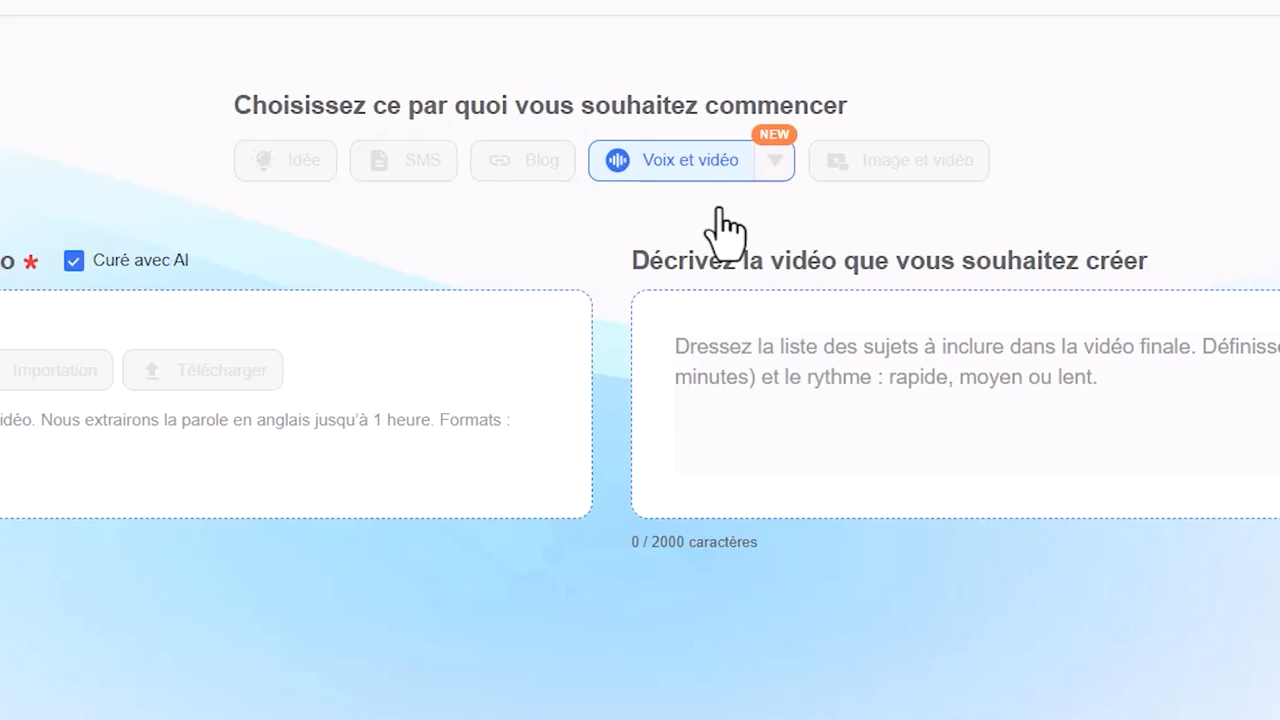 Choisissez ce par quoi vous souhaitez commencer
NEW
Idée
SMS
Blog
Voix et vidéo
Image et vidéo
o * Curé avec AI
Décrivez la vidéo que vous souhaitez créer
Importation
Télécharger
idéo. Nous extrairons la parole en anglais jusqu'à 1 heure. Formats :
Dressez la liste des sujets à inclure dans la vidéo finale. Définisse
minutes) et le rythme : rapide, moyen ou lent.
0 / 2000 caractères